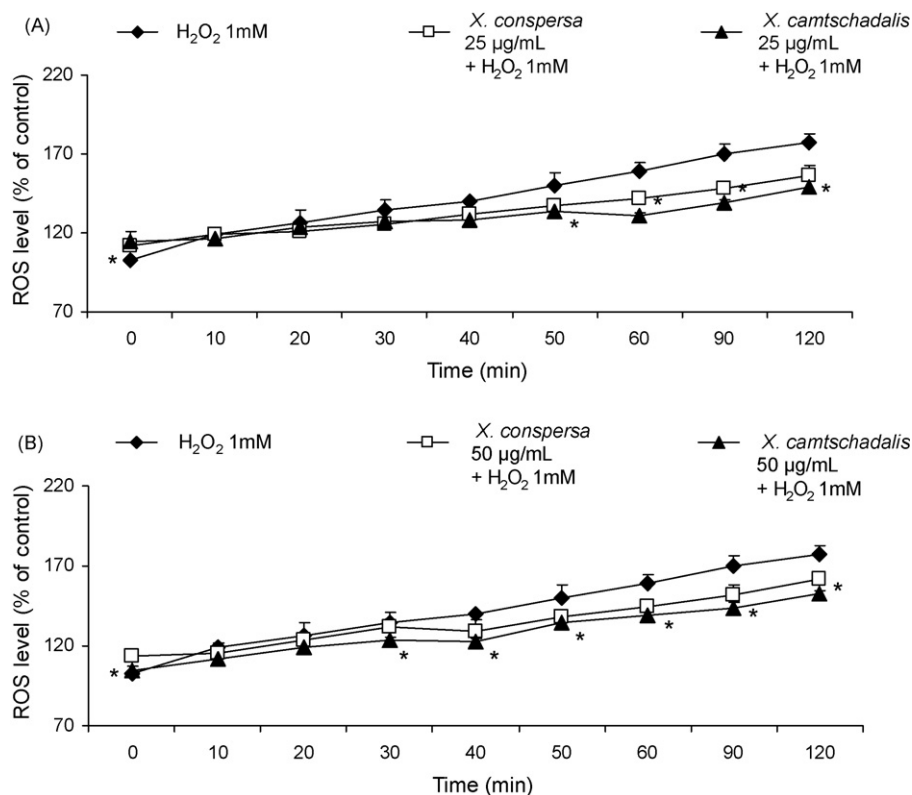 (A)
H₂O₂ 1mM
X. conspersa
25 µg/mL
+ H₂O₂ 1mM
X. camtschadalis
25 µg/mL
+ H₂O₂ 1mM
ROS level (% of control)
220
170
120
70
* * * * *
0 10 20 30 40 50 60 90 120
Time (min)
(B)
H₂O₂ 1mM
X. conspersa
50 µg/mL
+ H₂O₂ 1mM
X. camtschadalis
50 µg/mL
+ H₂O₂ 1mM
ROS level (% of control)
220
170
120
70
* * * * * * *
0 10 20 30 40 50 60 90 120
Time (min)